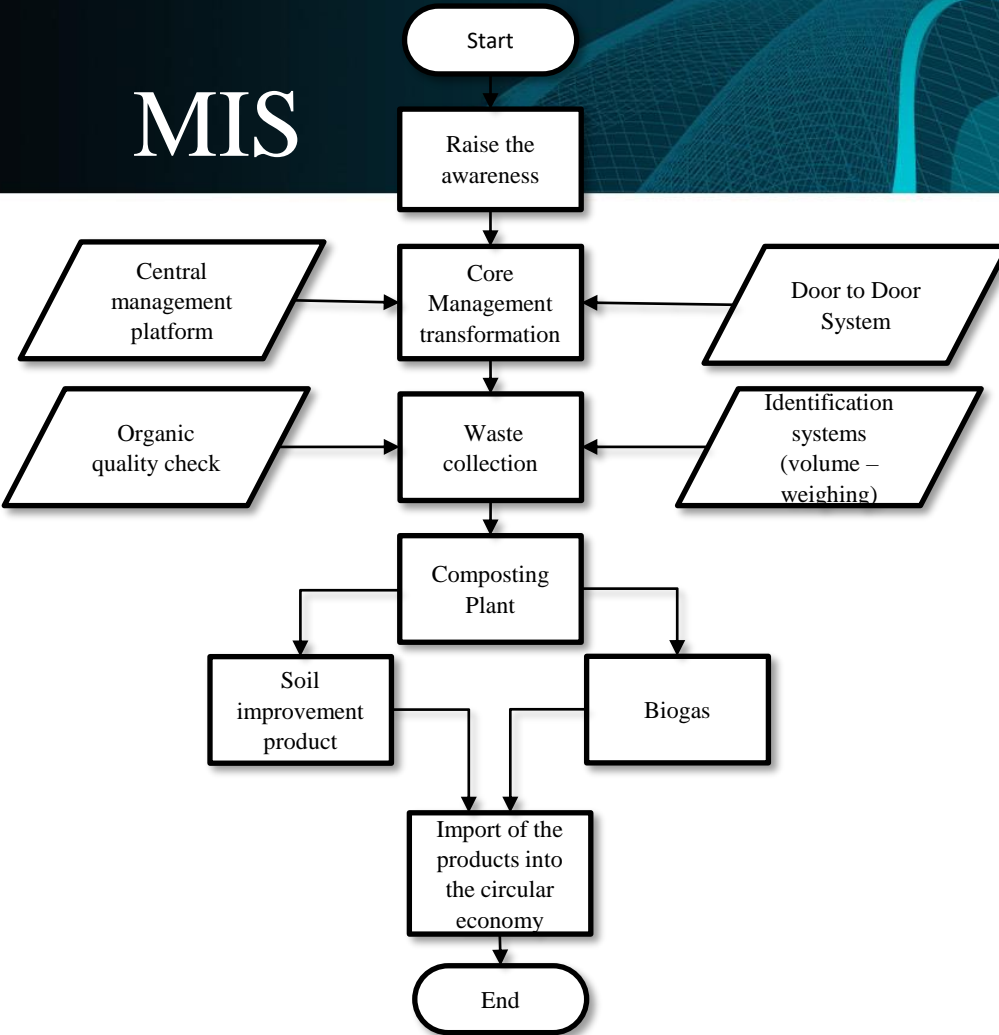 Start
MIS
Raise the
awareness
Central
management
platform
Core
Management
transformation
Door to Door
System
Organic
quality check
Waste
collection
Identification
systems
(volume –
weighing)
Composting
Plant
Soil
improvement
product
Biogas
Import of the
products into
the circular
economy
End